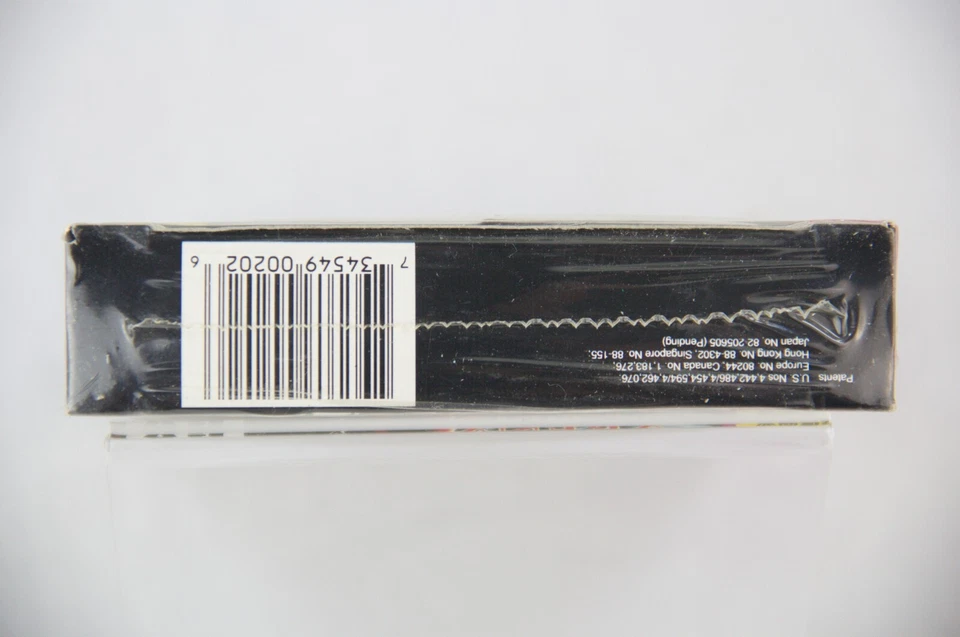 7 34549 00202 6
Patents U.S. Nos 4,442,486/4,454,594/4,462,076;
Europe No 80244; Canada No. 1,183,276;
Hong Kong No 88-4302; Singapore No. 88-155;
Japan No. 82-205605 (Pending)